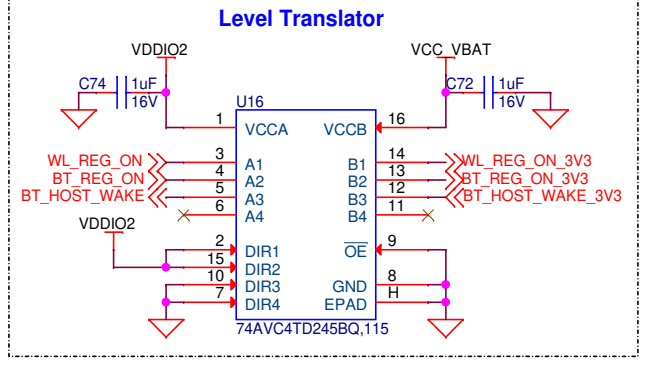 Level Translator
VDDIO2
VCC_VBAT
C74
1uF
16V
C72
1uF
16V
U16
1
VCCA
VCCB
16
WL_REG_ON
3
A1
B1
14
WL_REG_ON_3V3
BT_REG_ON
4
A2
B2
13
BT_REG_ON_3V3
BT_HOST_WAKE
5
A3
B3
12
BT_HOST_WAKE_3V3
6
A4
B4
11
VDDIO2
2
DIR1
OE
9
15
DIR2
10
DIR3
GND
8
7
DIR4
EPAD
H
74AVC4TD245BQ,115